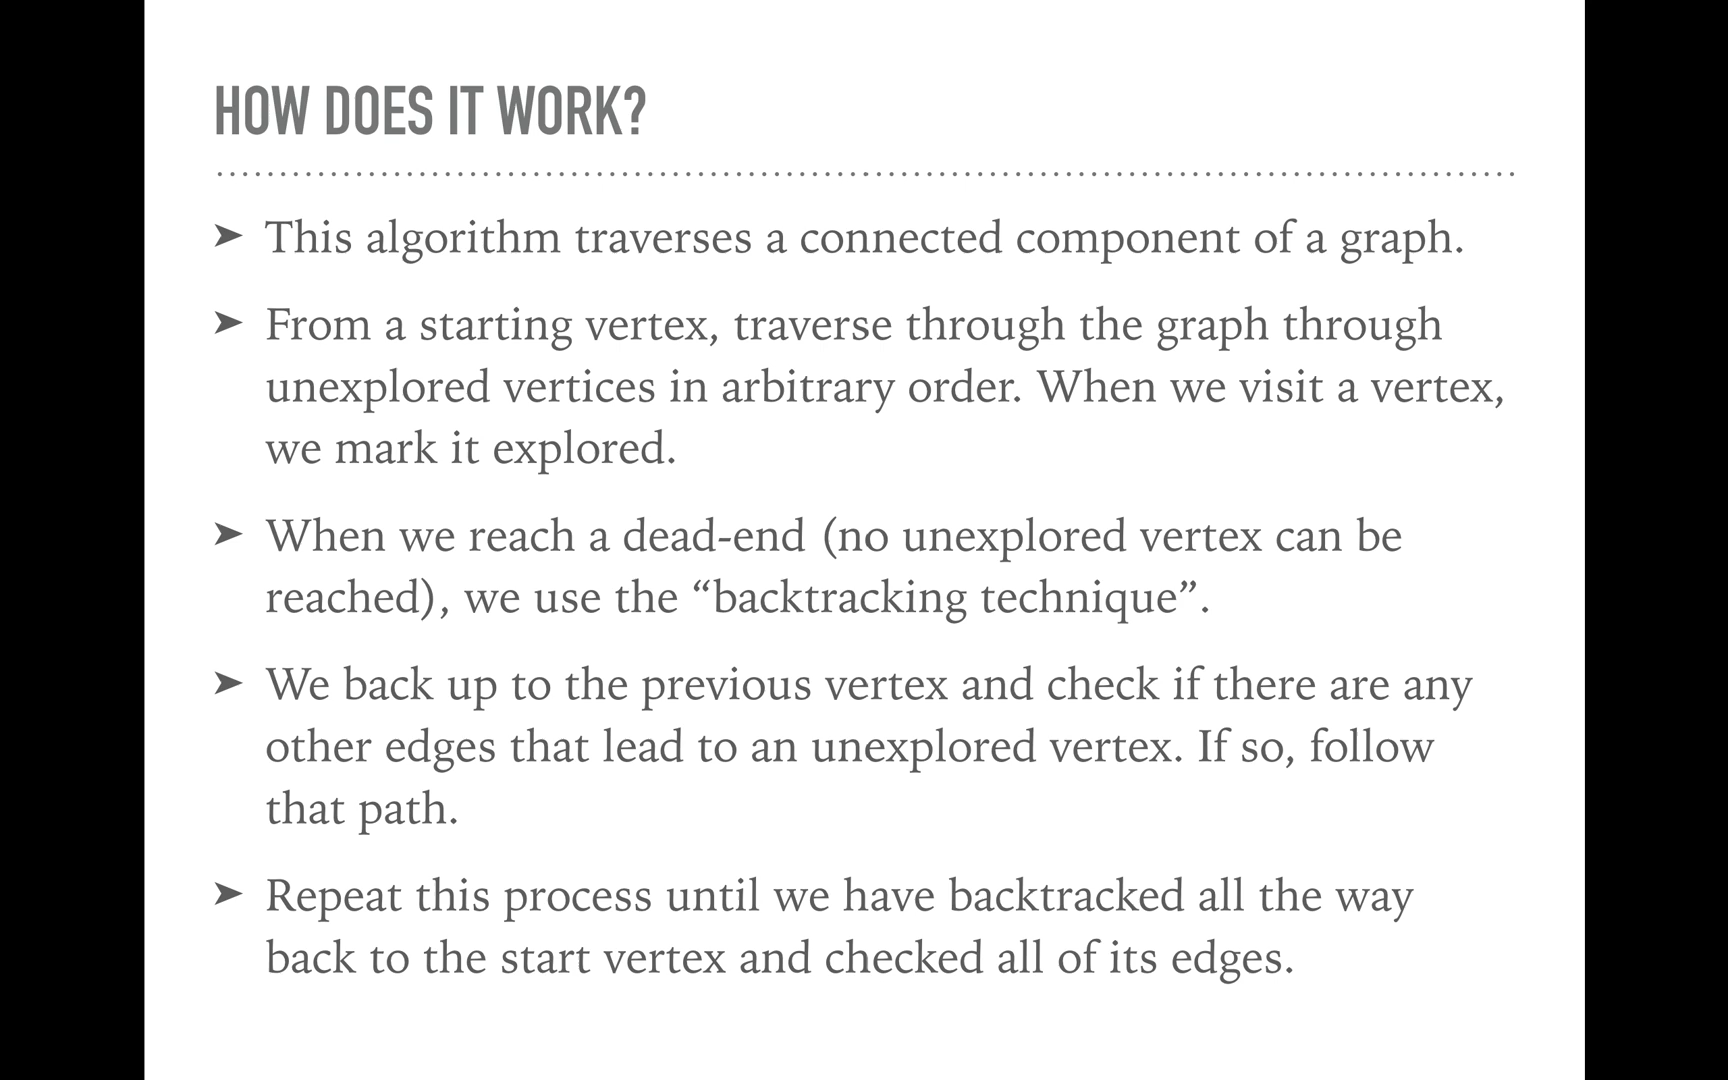 HOW DOES IT WORK?
➤ This algorithm traverses a connected component of a graph.
➤ From a starting vertex, traverse through the graph through
unexplored vertices in arbitrary order. When we visit a vertex,
we mark it explored.
➤ When we reach a dead-end (no unexplored vertex can be
reached), we use the “backtracking technique”.
➤ We back up to the previous vertex and check if there are any
other edges that lead to an unexplored vertex. If so, follow
that path.
➤ Repeat this process until we have backtracked all the way
back to the start vertex and checked all of its edges.